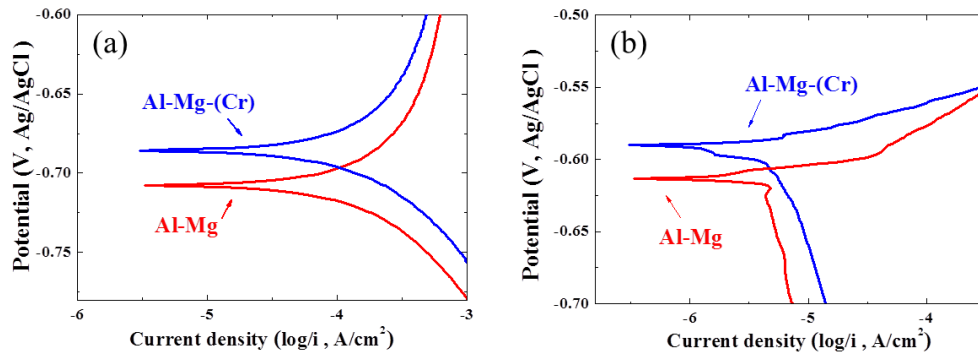 (a)
Potential (V, Ag/AgCl )
-0.60
-0.65
-0.70
-0.75
Al-Mg-(Cr)
Al-Mg
-6
-5
-4
-3
Current density (log/i , A/cm²)
(b)
Potential (V, Ag/AgCl )
-0.50
-0.55
-0.60
-0.65
-0.70
Al-Mg-(Cr)
Al-Mg
-6
-5
-4
Current density (log/i , A/cm²)